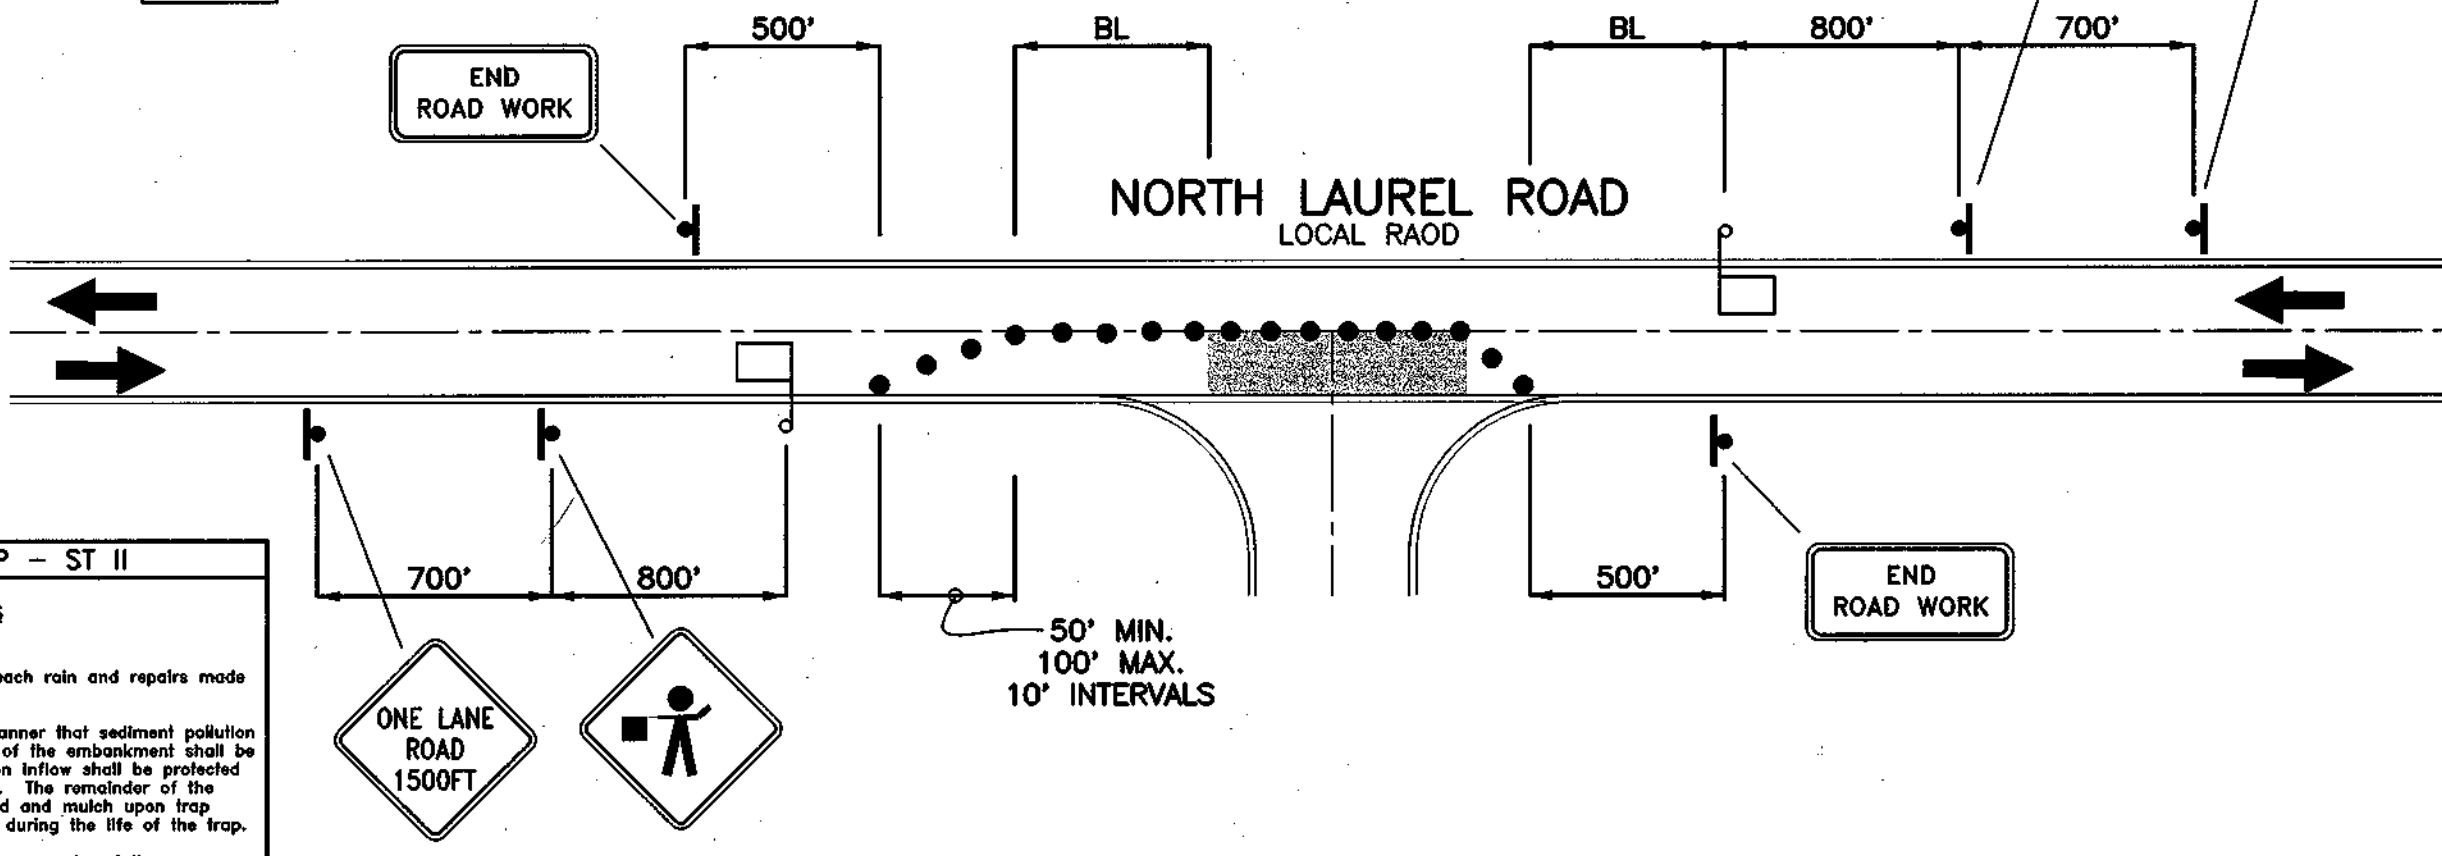 500'
BL
BL
800'
700'
END
ROAD WORK
NORTH LAUREL ROAD
LOCAL RAOD
700'
800'
500'
50' MIN.
100' MAX.
10' INTERVALS
END
ROAD WORK
ONE LANE
ROAD
1500FT
- ST II
each rain and repairs made
anner that sediment pollution
of the embankment shall be
on inflow shall be protected
. The remainder of the
d and mulch upon trap
during the life of the trap.